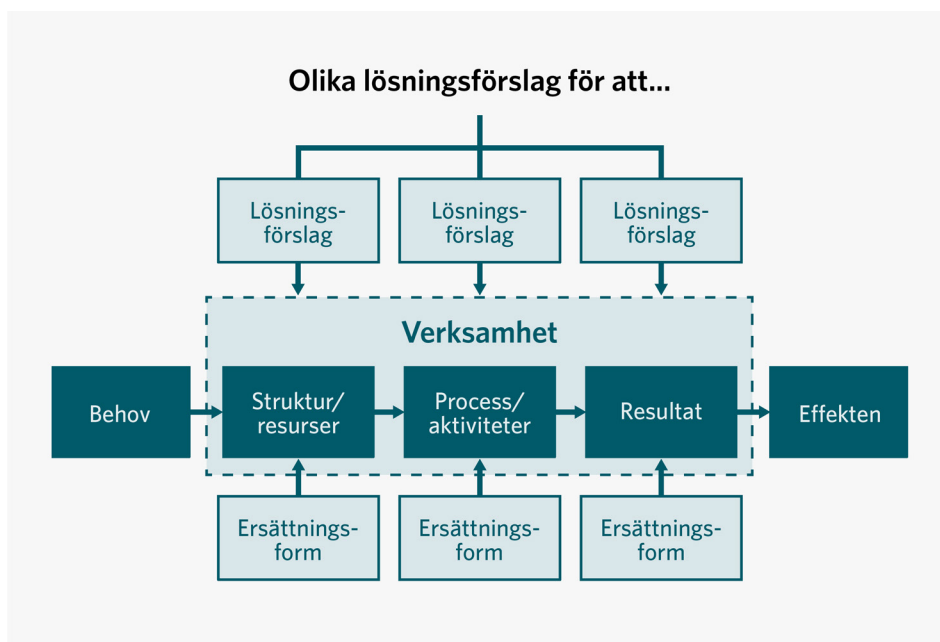 Olika lösningsförslag för att...
Lösnings-
förslag
Lösnings-
förslag
Lösnings-
förslag
Verksamhet
Behov
Struktur/
resurser
Process/
aktiviteter
Resultat
Effekten
Ersättnings-
form
Ersättnings-
form
Ersättnings-
form